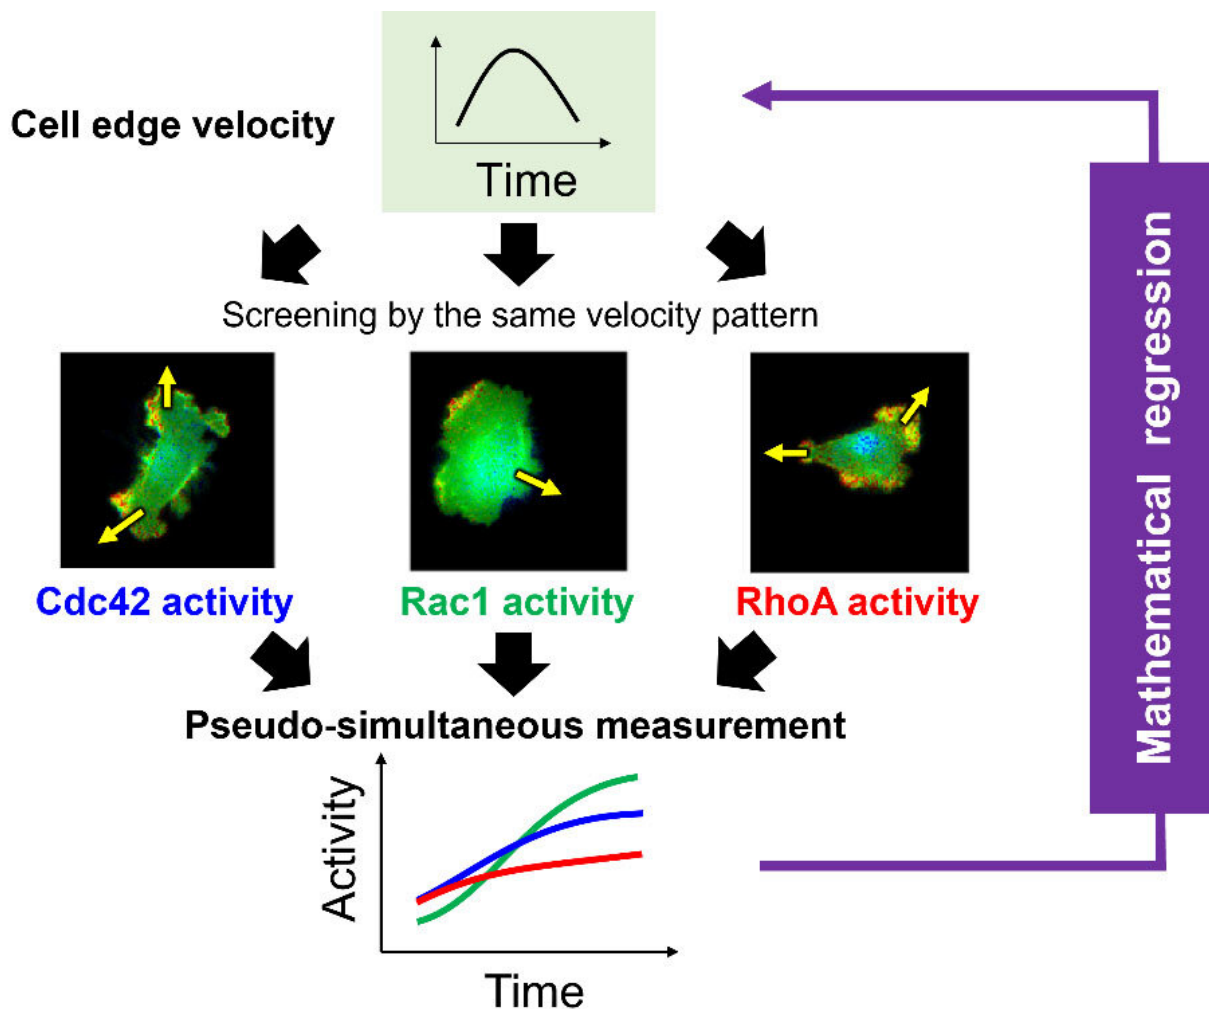 Cell edge velocity
Time
Screening by the same velocity pattern
Cdc42 activity
Rac1 activity
RhoA activity
Pseudo-simultaneous measurement
Activity
Time
Mathematical regression